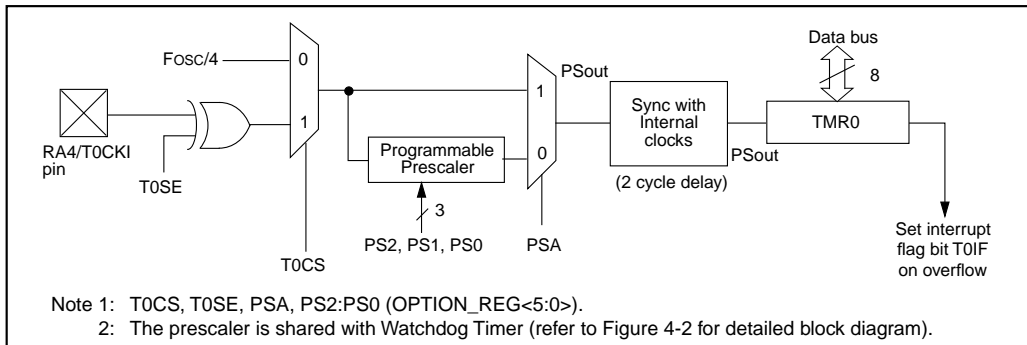 FOSC/4
0
1
RA4/T0CKI
pin
T0SE
T0CS
Programmable
Prescaler
3
PS2, PS1, PS0
1
0
PSA
PSout
Sync with
Internal
clocks
(2 cycle delay)
PSout
Data bus
8
TMR0
Set interrupt
flag bit T0IF
on overflow
Note 1: T0CS, T0SE, PSA, PS2:PS0 (OPTION_REG<5:0>).
2: The prescaler is shared with Watchdog Timer (refer to Figure 4-2 for detailed block diagram).